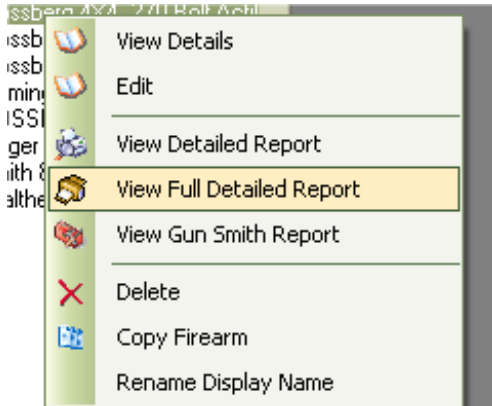 View Details
Edit
View Detailed Report
View Full Detailed Report
View Gun Smith Report
Delete
Copy Firearm
Rename Display Name